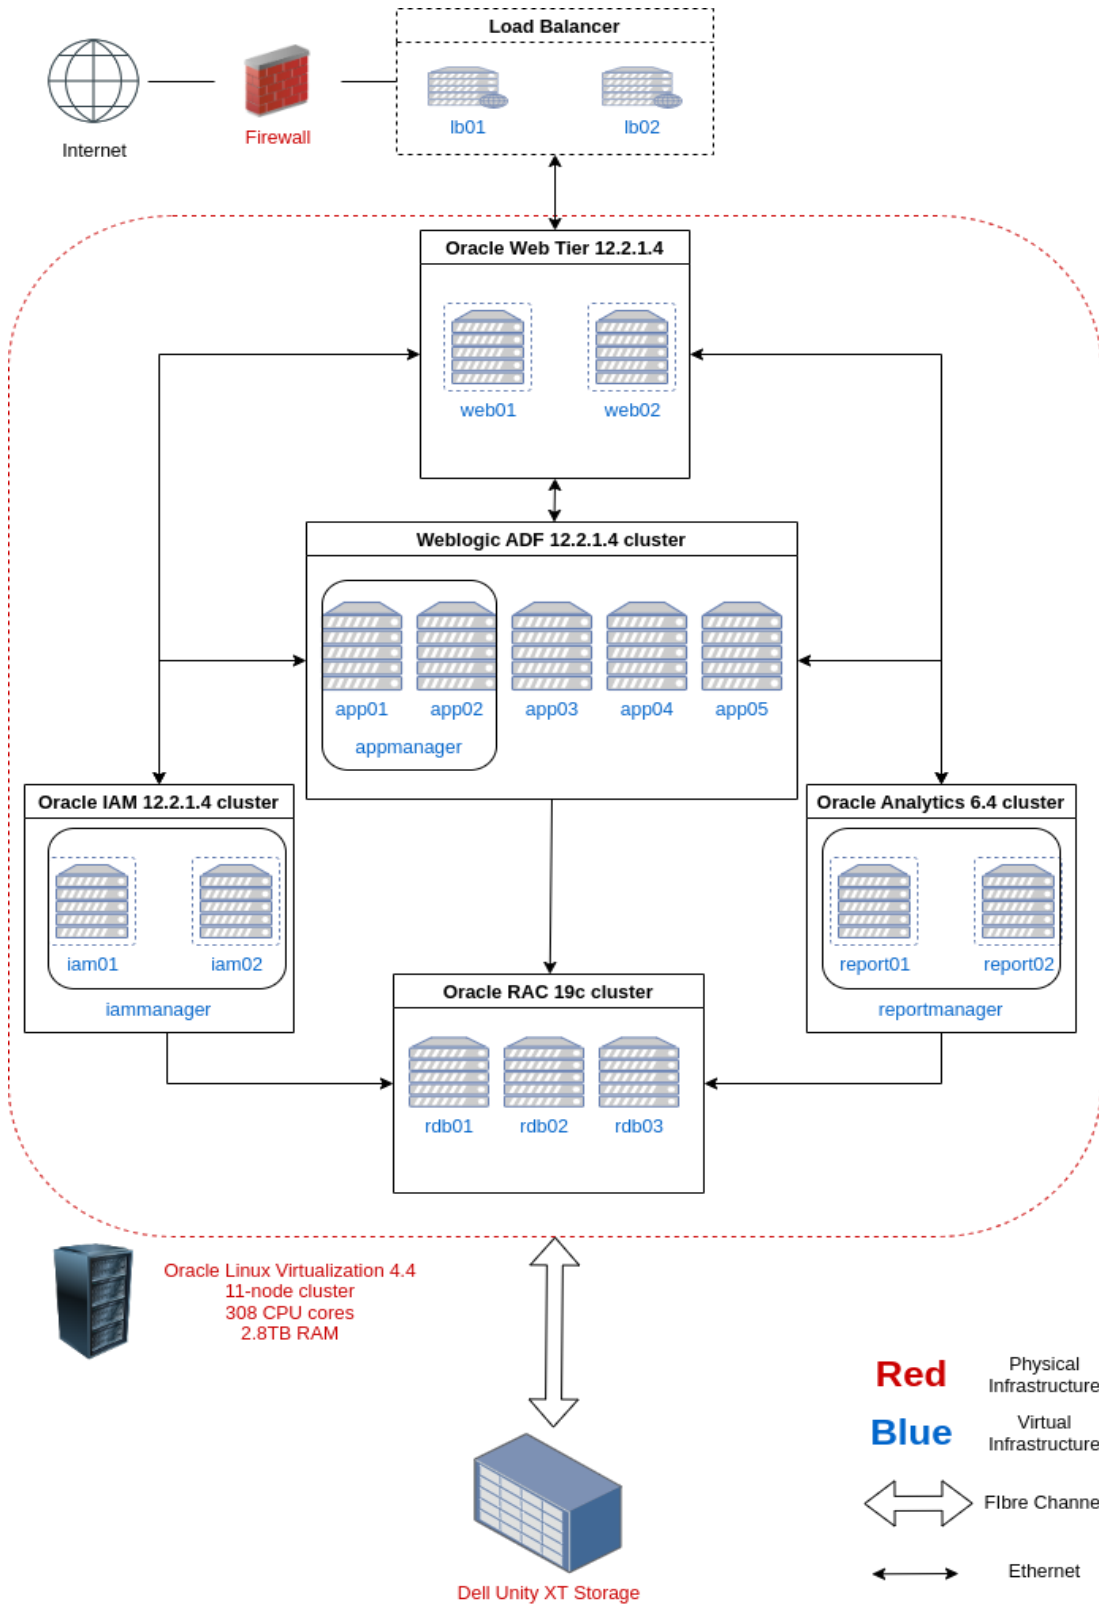 Load Balancer
lb01
lb02
Internet
Firewall
Oracle Web Tier 12.2.1.4
web01
web02
Weblogic ADF 12.2.1.4 cluster
app01
app02
app03
app04
app05
appmanager
Oracle IAM 12.2.1.4 cluster
iam01
iam02
iammanager
Oracle Analytics 6.4 cluster
report01
report02
reportmanager
Oracle RAC 19c cluster
rdb01
rdb02
rdb03
Oracle Linux Virtualization 4.4
11-node cluster
308 CPU cores
2.8TB RAM
Dell Unity XT Storage
Red
Physical
Infrastructure
Blue
Virtual
Infrastructure
FIbre Channe
Ethernet